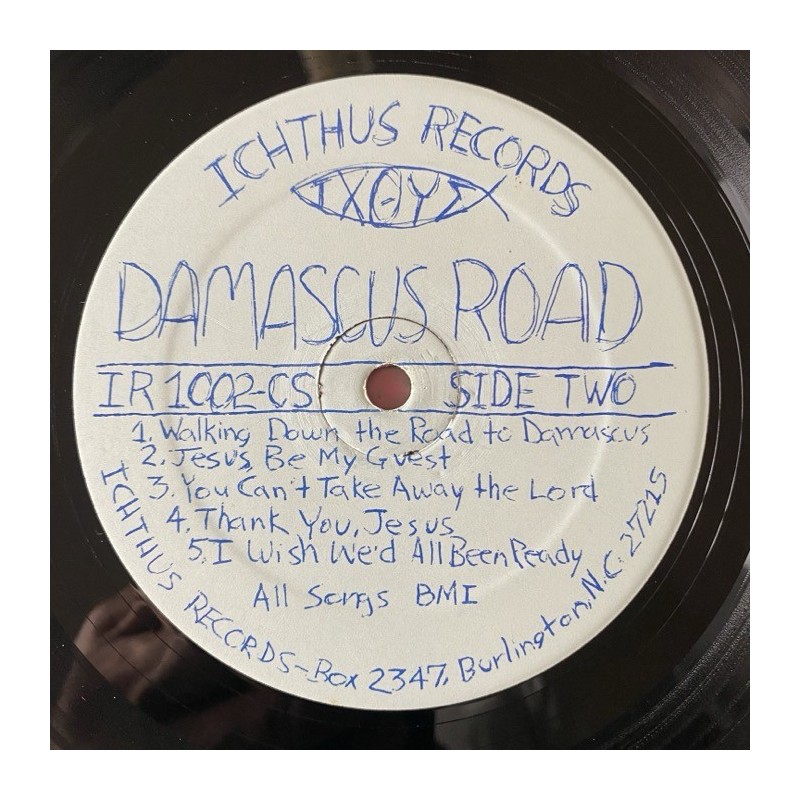 ICHTHUS RECORDS
ΙΧΘΥΣ
DAMASCUS ROAD
IR 1002-CS SIDE TWO
1. Walking Down the Road to Damascus
2. Jesus, Be My Guest
3. You Can't Take Away the Lord
4. Thank You, Jesus
5. I Wish We'd All Been Ready
All Songs BMI
ICHTHUS RECORDS-Box 2347, Burlington, N.C. 27215